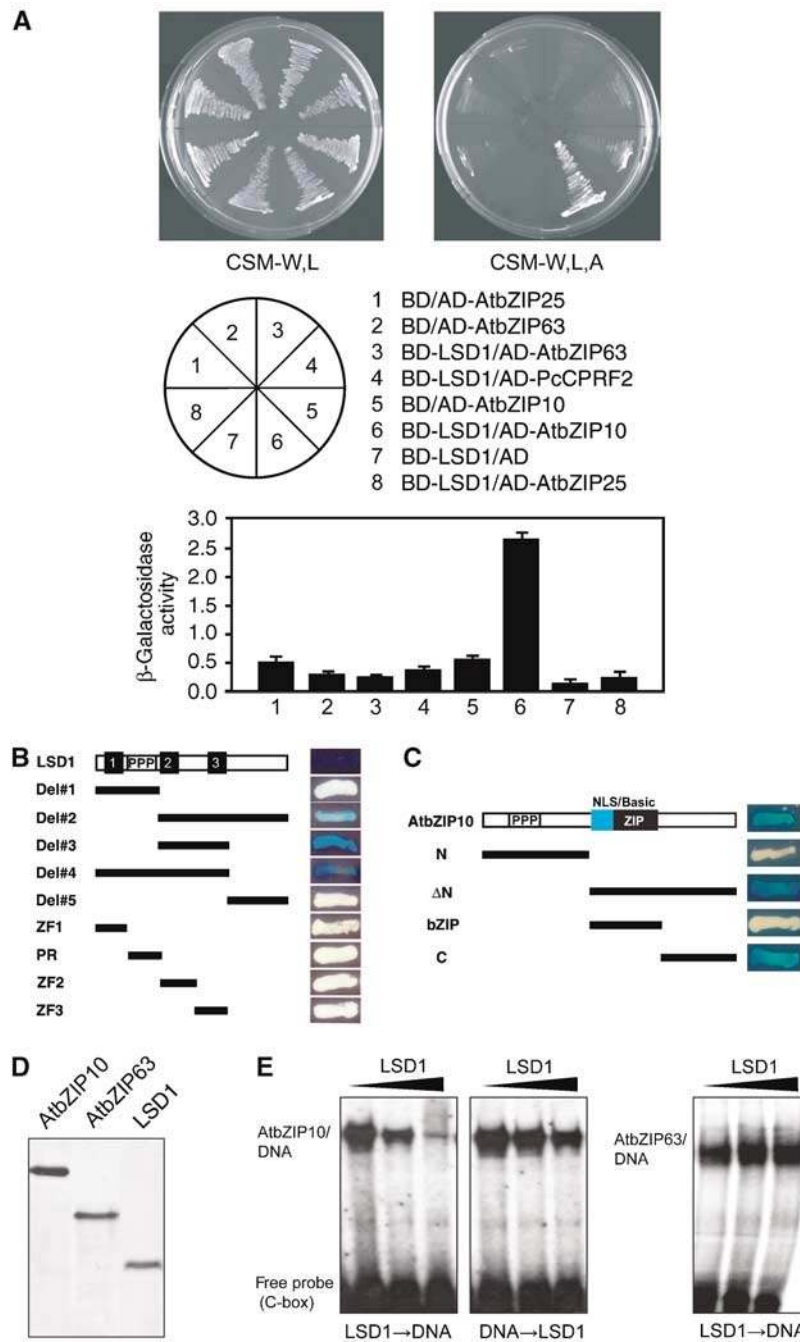 A
CSM-W,L
CSM-W,L,A
1 BD/AD-AtbZIP25
2 BD/AD-AtbZIP63
3 BD-LSD1/AD-AtbZIP63
4 BD-LSD1/AD-PcCPRF2
5 BD/AD-AtbZIP10
6 BD-LSD1/AD-AtbZIP10
7 BD-LSD1/AD
8 BD-LSD1/AD-AtbZIP25
2 3
1 4
8 5
7 6
β-Galactosidase
activity
3.0
2.5
2.0
1.5
1.0
0.5
0.0
1 2 3 4 5 6 7 8
B
LSD1 1 PPP 2 3
Del#1
Del#2
Del#3
Del#4
Del#5
ZF1
PR
ZF2
ZF3
C
NLS/Basic
AtbZIP10 PPP ZIP
N
ΔN
bZIP
C
D
AtbZIP10
AtbZIP63
LSD1
E
LSD1 LSD1 LSD1
AtbZIP10/
DNA
AtbZIP63/
DNA
Free probe
(C-box)
LSD1→DNA DNA→LSD1 LSD1→DNA